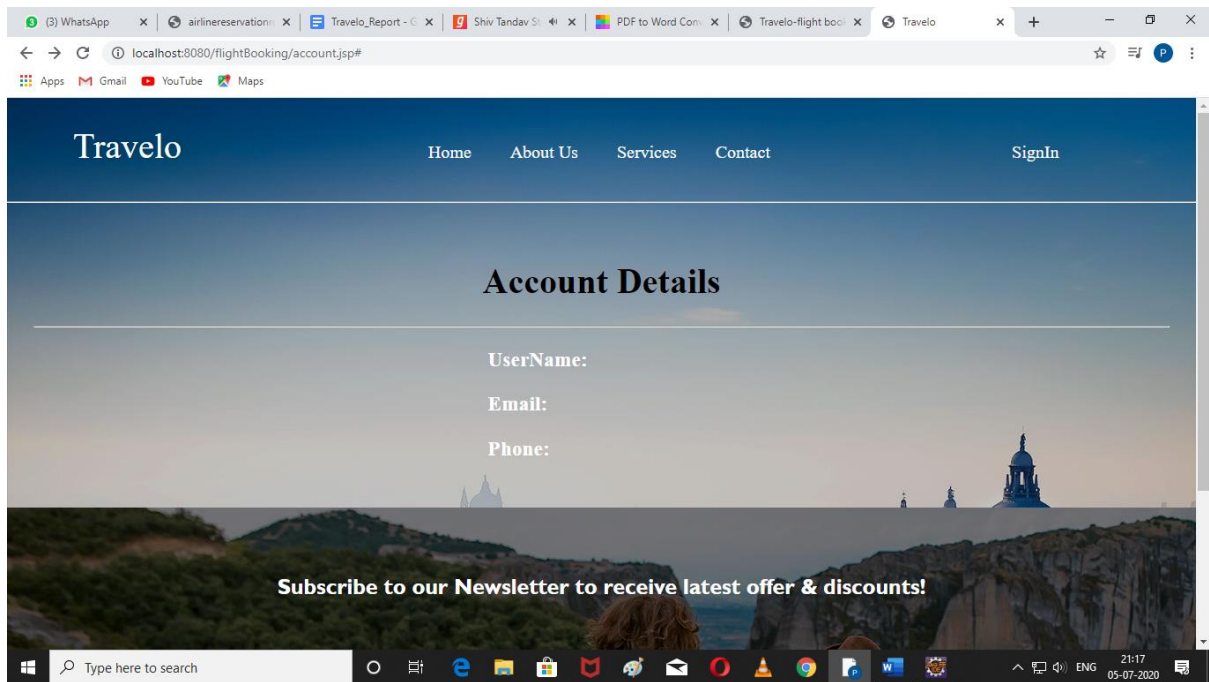 (3) WhatsApp
airlinereservationn
Travelo_Report - G
Shiv Tandav St
PDF to Word Conv
Travelo-flight book
Travelo
localhost:8080/flightBooking/account.jsp#
P
Apps Gmail YouTube Maps
Travelo
Home About Us Services Contact SignIn
Account Details
UserName:
Email:
Phone:
Subscribe to our Newsletter to receive latest offer & discounts!
Type here to search
ENG
21:17
05-07-2020